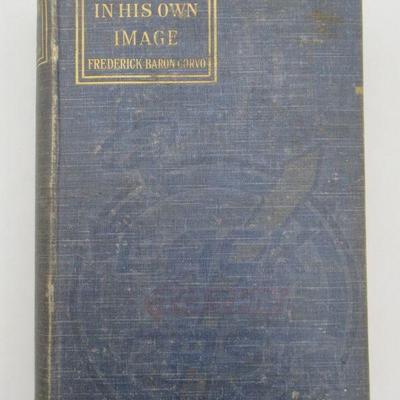 IN HIS OWN
IMAGE
FREDERICK BARON CORVO